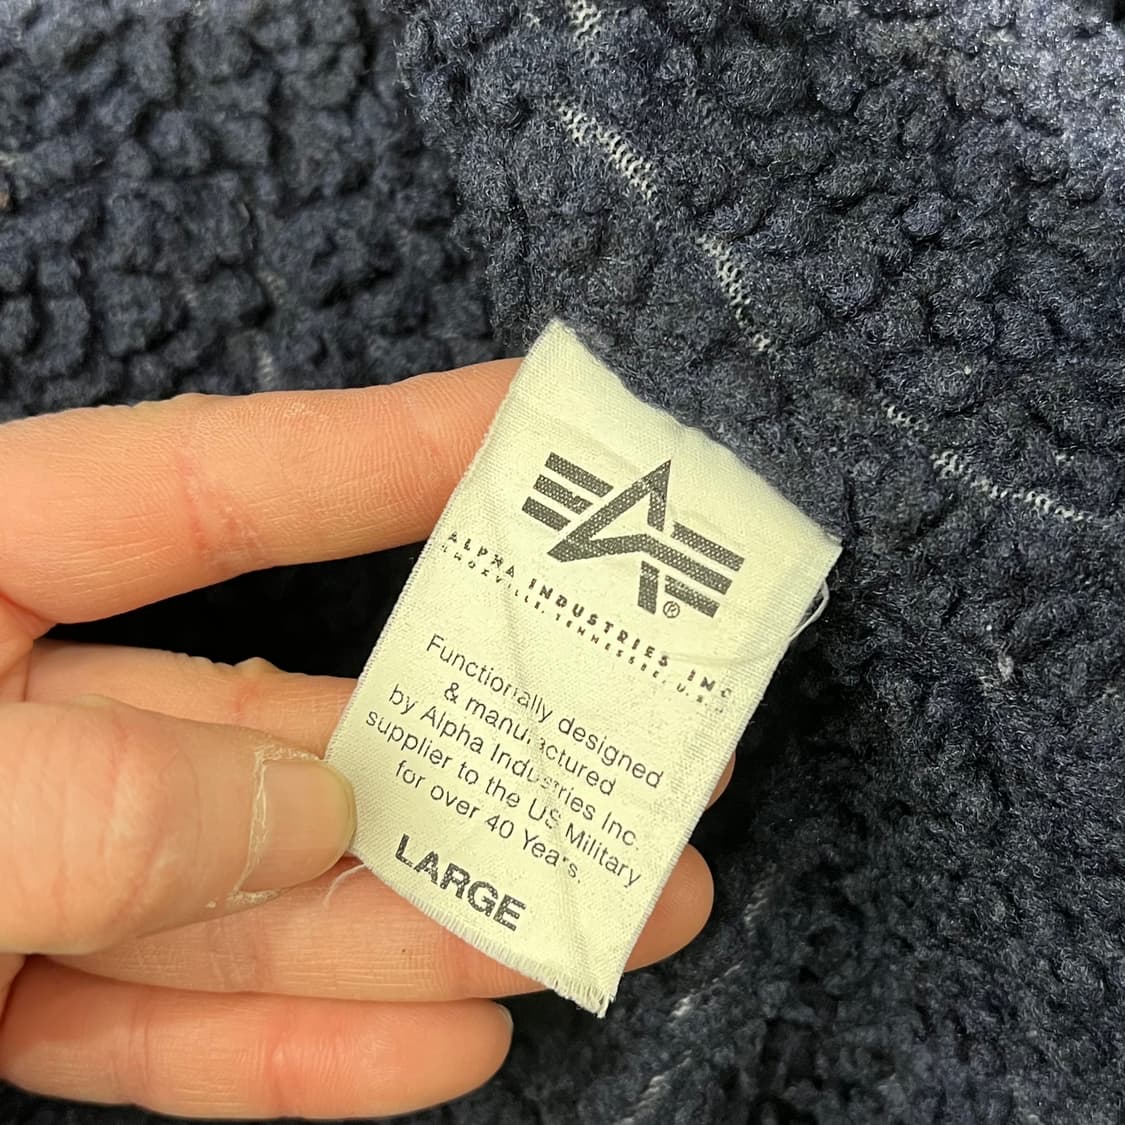 ®
ALPHA INDUSTRIES INC
KNOXVILLE, TENNESSEE, U.S.A
Functionally designed
& manufactured
by Alpha Industries Inc.
supplier to the US Military
for over 40 Years.
LARGE